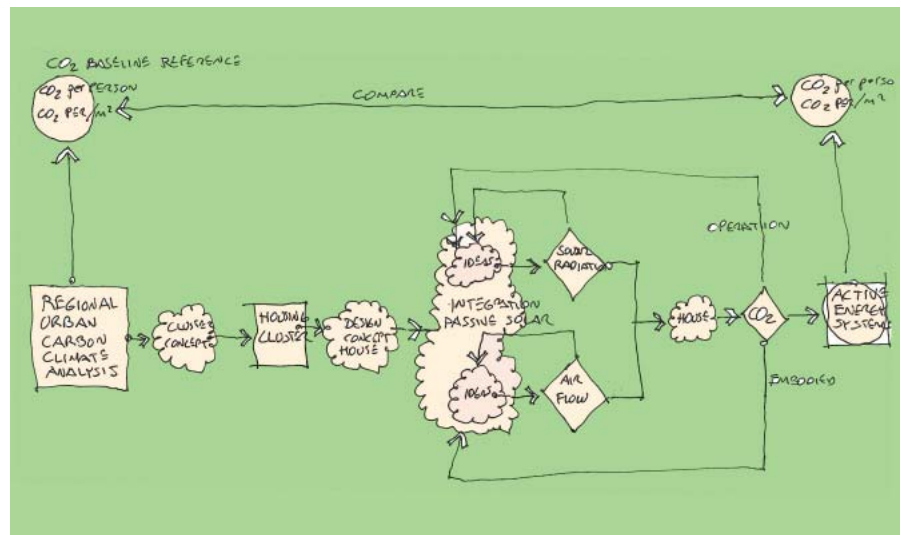 CO2 BASELINE REFERENCE
CO2 per PERSON
CO2 PER/m²
COMPARE
CO2 per perso
CO2 PER/m²
OPERATION
REGIONAL
URBAN
CARBON
CLIMATE
ANALYSIS
CLUSTER
CONCEPT
HOUSING
CLUSTER
DESIGN
CONCEPT
HOUSE
IDEAS
SOLAR
RADIATION
INTEGRATION
PASSIVE SOLAR
IDEAS
AIR
FLOW
HOUSE
CO2
ACTIVE
ENERGY
SYSTEMS
EMBODIED